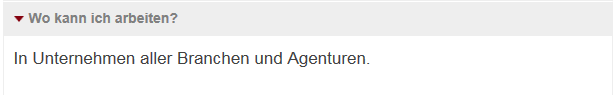 Wo kann ich arbeiten?
In Unternehmen aller Branchen und Agenturen.